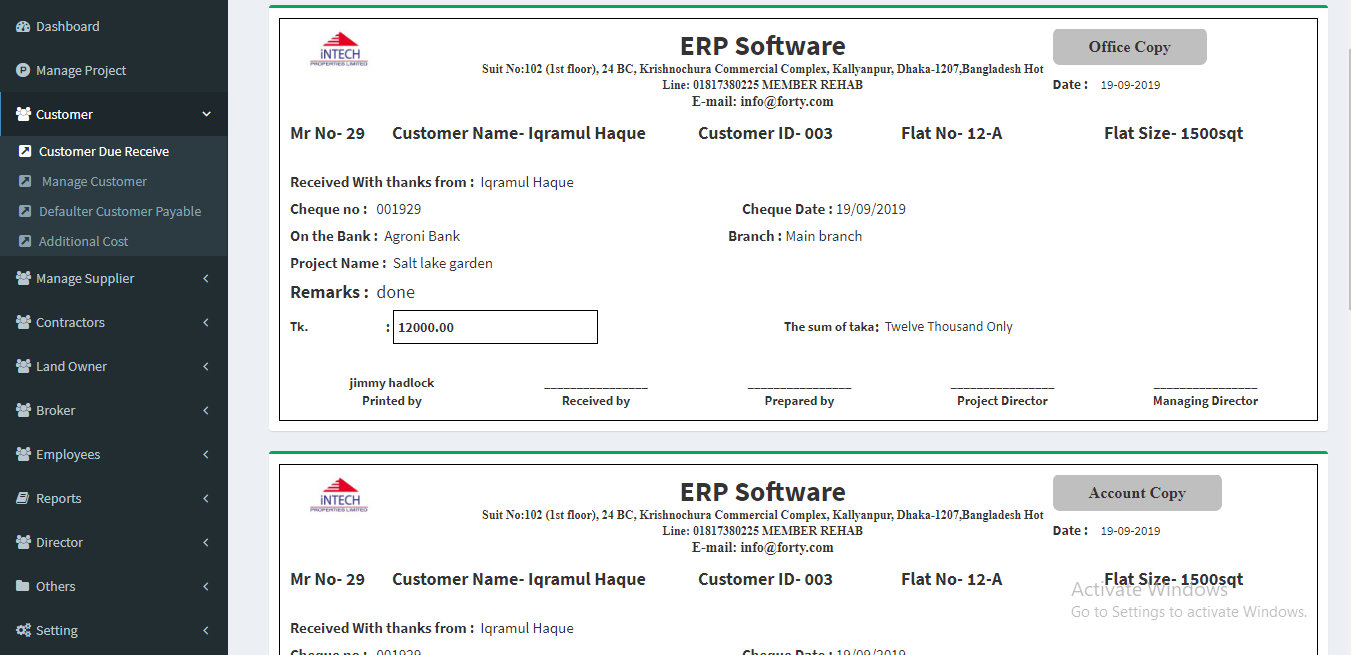 Dashboard
Manage Project
Customer
Customer Due Receive
Manage Customer
Defaulter Customer Payable
Additional Cost
Manage Supplier
Contractors
Land Owner
Broker
Employees
Reports
Director
Others
Setting
iNTECH
PROPERTIES LIMITED
ERP Software
Suit No:102 (1st floor), 24 BC, Krishnochura Commercial Complex, Kallyanpur, Dhaka-1207,Bangladesh Hot
Line: 01817380225 MEMBER REHAB
E-mail: info@forty.com
Office Copy
Date : 19-09-2019
Mr No- 29 Customer Name- Iqramul Haque Customer ID- 003 Flat No- 12-A Flat Size- 1500sqt
Received With thanks from : Iqramul Haque
Cheque no : 001929 Cheque Date : 19/09/2019
On the Bank : Agroni Bank Branch : Main branch
Project Name : Salt lake garden
Remarks : done
Tk. : 12000.00 The sum of taka: Twelve Thousand Only
jimmy hadlock ________________ ________________ ________________ ________________
Printed by Received by Prepared by Project Director Managing Director
iNTECH
PROPERTIES LIMITED
ERP Software
Suit No:102 (1st floor), 24 BC, Krishnochura Commercial Complex, Kallyanpur, Dhaka-1207,Bangladesh Hot
Line: 01817380225 MEMBER REHAB
E-mail: info@forty.com
Account Copy
Date : 19-09-2019
Mr No- 29 Customer Name- Iqramul Haque Customer ID- 003 Flat No- 12-A Flat Size- 1500sqt
Activate Windows
Go to Settings to activate Windows.
Received With thanks from : Iqramul Haque
Cheque no : 001929 Cheque Date : 19/09/2019